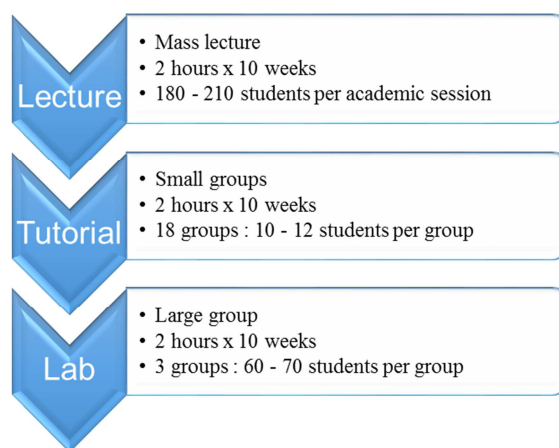 Lecture
• Mass lecture
• 2 hours x 10 weeks
• 180 - 210 students per academic session
Tutorial
• Small groups
• 2 hours x 10 weeks
• 18 groups : 10 - 12 students per group
Lab
• Large group
• 2 hours x 10 weeks
• 3 groups : 60 - 70 students per group